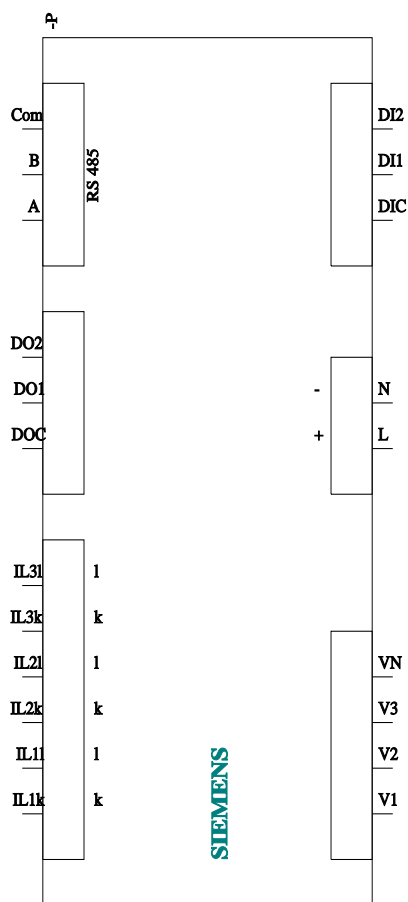 -P
Com
DI2
B
DI1
RS 485
A
DIC
DO2
DO1
-
N
DOC
+
L
IL3l
l
IL3k
k
IL2l
l
VN
IL2k
k
V3
IL1l
l
V2
IL1k
k
V1
SIEMENS